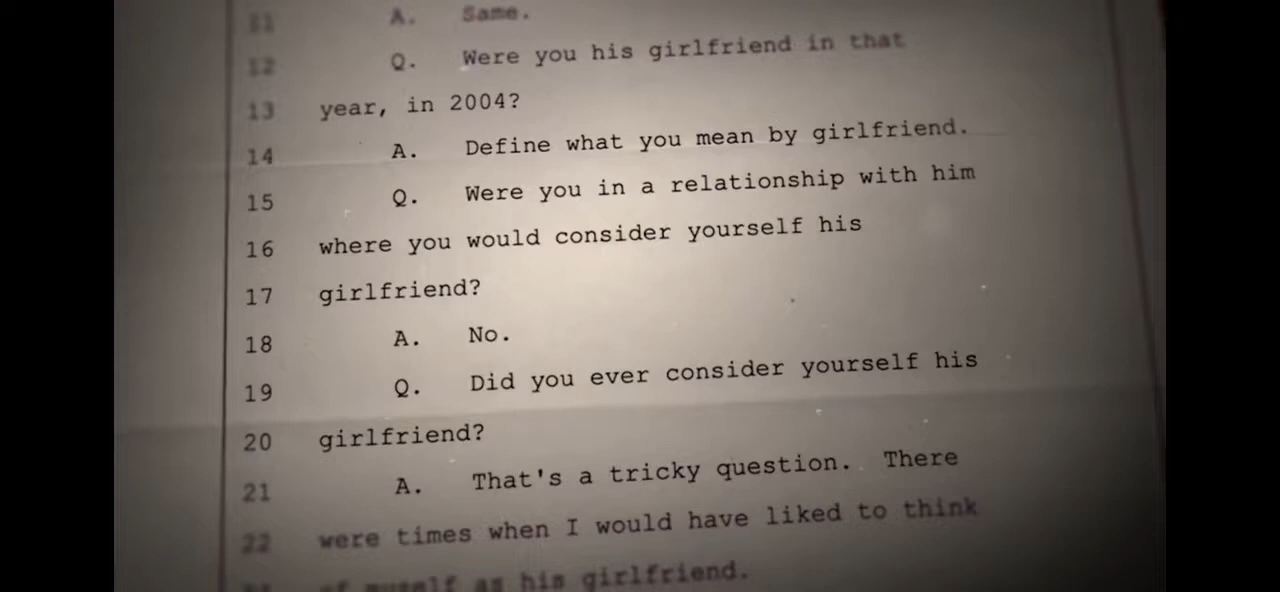 11 A. Same.
12 Q. Were you his girlfriend in that
13 year, in 2004?
14 A. Define what you mean by girlfriend.
15 Q. Were you in a relationship with him
16 where you would consider yourself his
17 girlfriend?
18 A. No.
19 Q. Did you ever consider yourself his
20 girlfriend?
21 A. That's a tricky question. There
22 were times when I would have liked to think
of myself as his girlfriend.